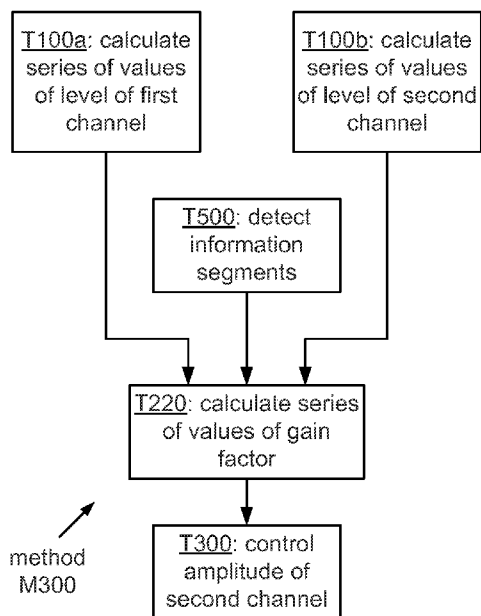 T100a: calculate
series of values
of level of first
channel
T100b: calculate
series of values
of level of second
channel
T500: detect
information
segments
T220: calculate series
of values of gain
factor
method
M300
T300: control
amplitude of
second channel